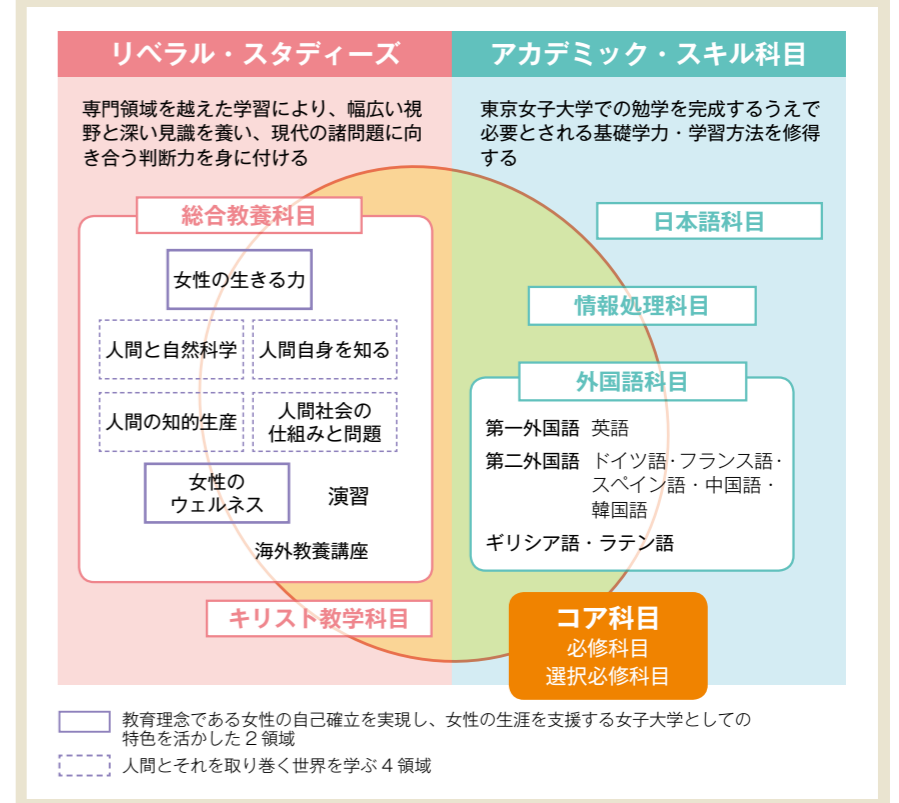 リベラル・スタディーズ
専門領域を越えた学習により、幅広い視
野と深い見識を養い、現代の諸問題に向
き合う判断力を身に付ける
総合教養科目
女性の生きる力
人間と自然科学
人間自身を知る
人間の知的生産
人間社会の
仕組みと問題
女性の
ウェルネス
演習
海外教養講座
キリスト教学科目
アカデミック・スキル科目
東京女子大学での勉学を完成するうえで
必要とされる基礎学力・学習方法を修得
する
日本語科目
情報処理科目
外国語科目
第一外国語 英語
第二外国語 ドイツ語・フランス語・
スペイン語・中国語・
韓国語
ギリシア語・ラテン語
コア科目
必修科目
選択必修科目
教育理念である女性の自己確立を実現し、女性の生涯を支援する女子大学としての
特色を活かした2領域
人間とそれを取り巻く世界を学ぶ4領域